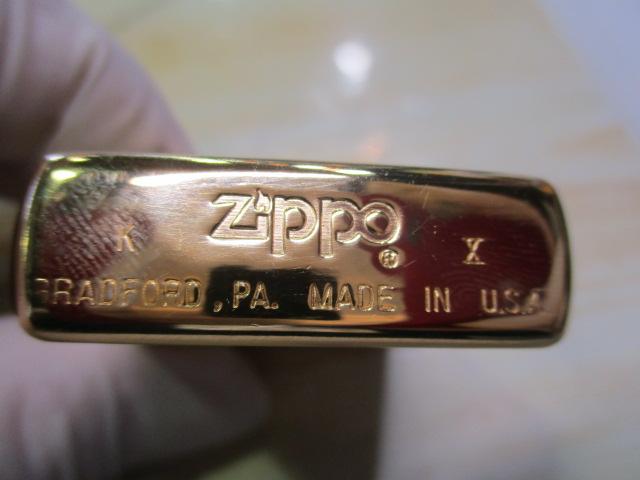 Zippo
®
K X
BRADFORD, PA. MADE IN U.S.A